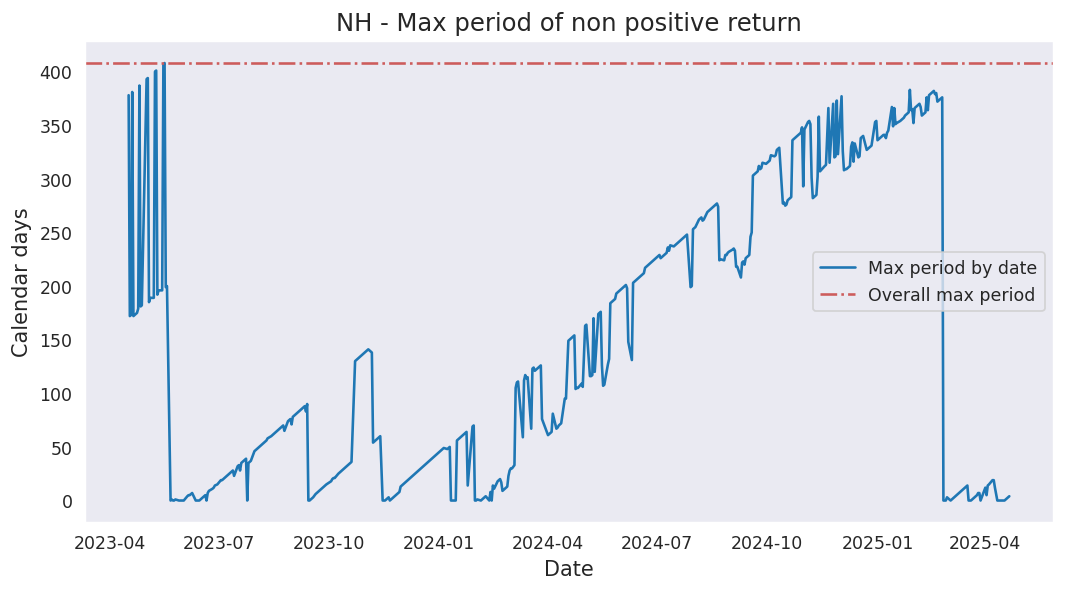 NH - Max period of non positive return
Calendar days
400
350
300
250
200
150
100
50
0
Max period by date
Overall max period
2023-04 2023-07 2023-10 2024-01 2024-04 2024-07 2024-10 2025-01 2025-04
Date